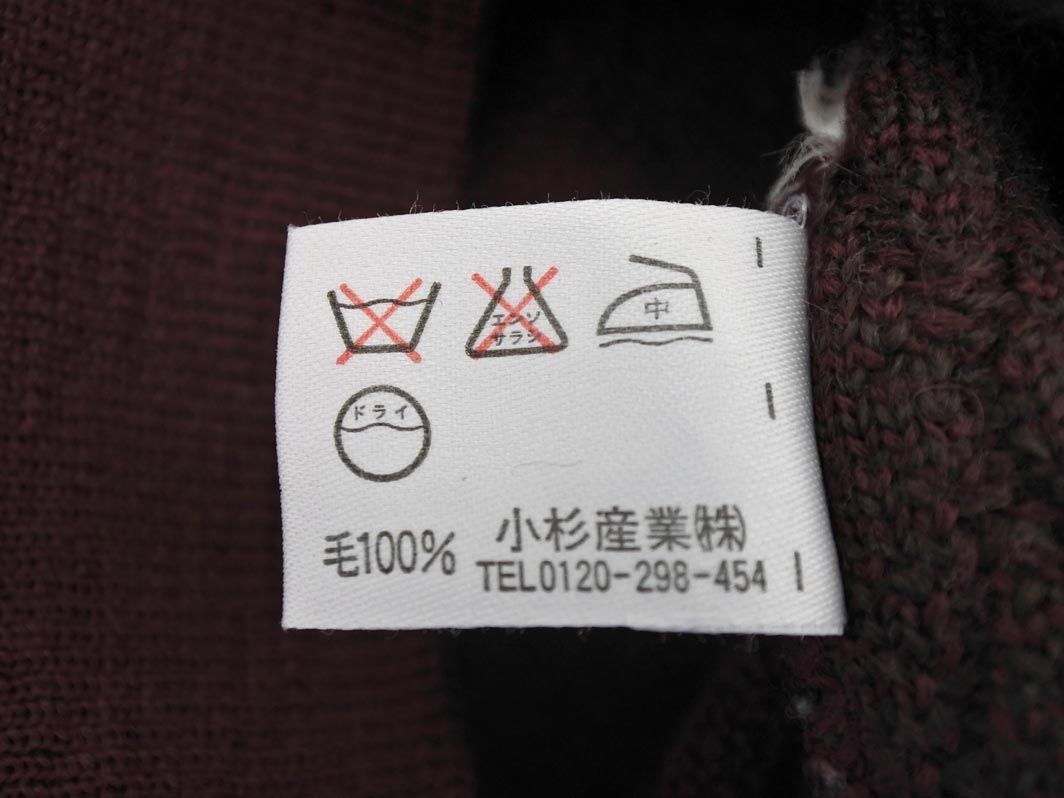 エンソ
サラシ
中
ドライ
毛100%
小杉産業㈱
TEL0120-298-454